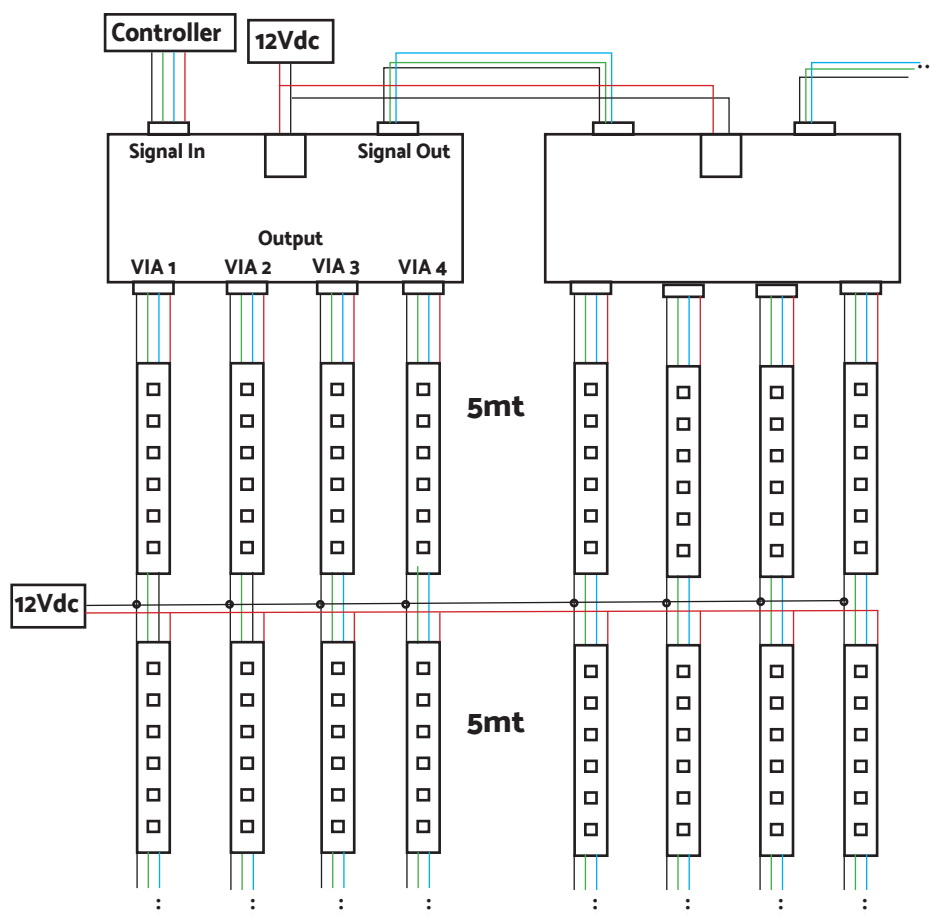 Controller
12Vdc
Signal In
Signal Out
Output
VIA 1
VIA 2
VIA 3
VIA 4
5mt
12Vdc
5mt